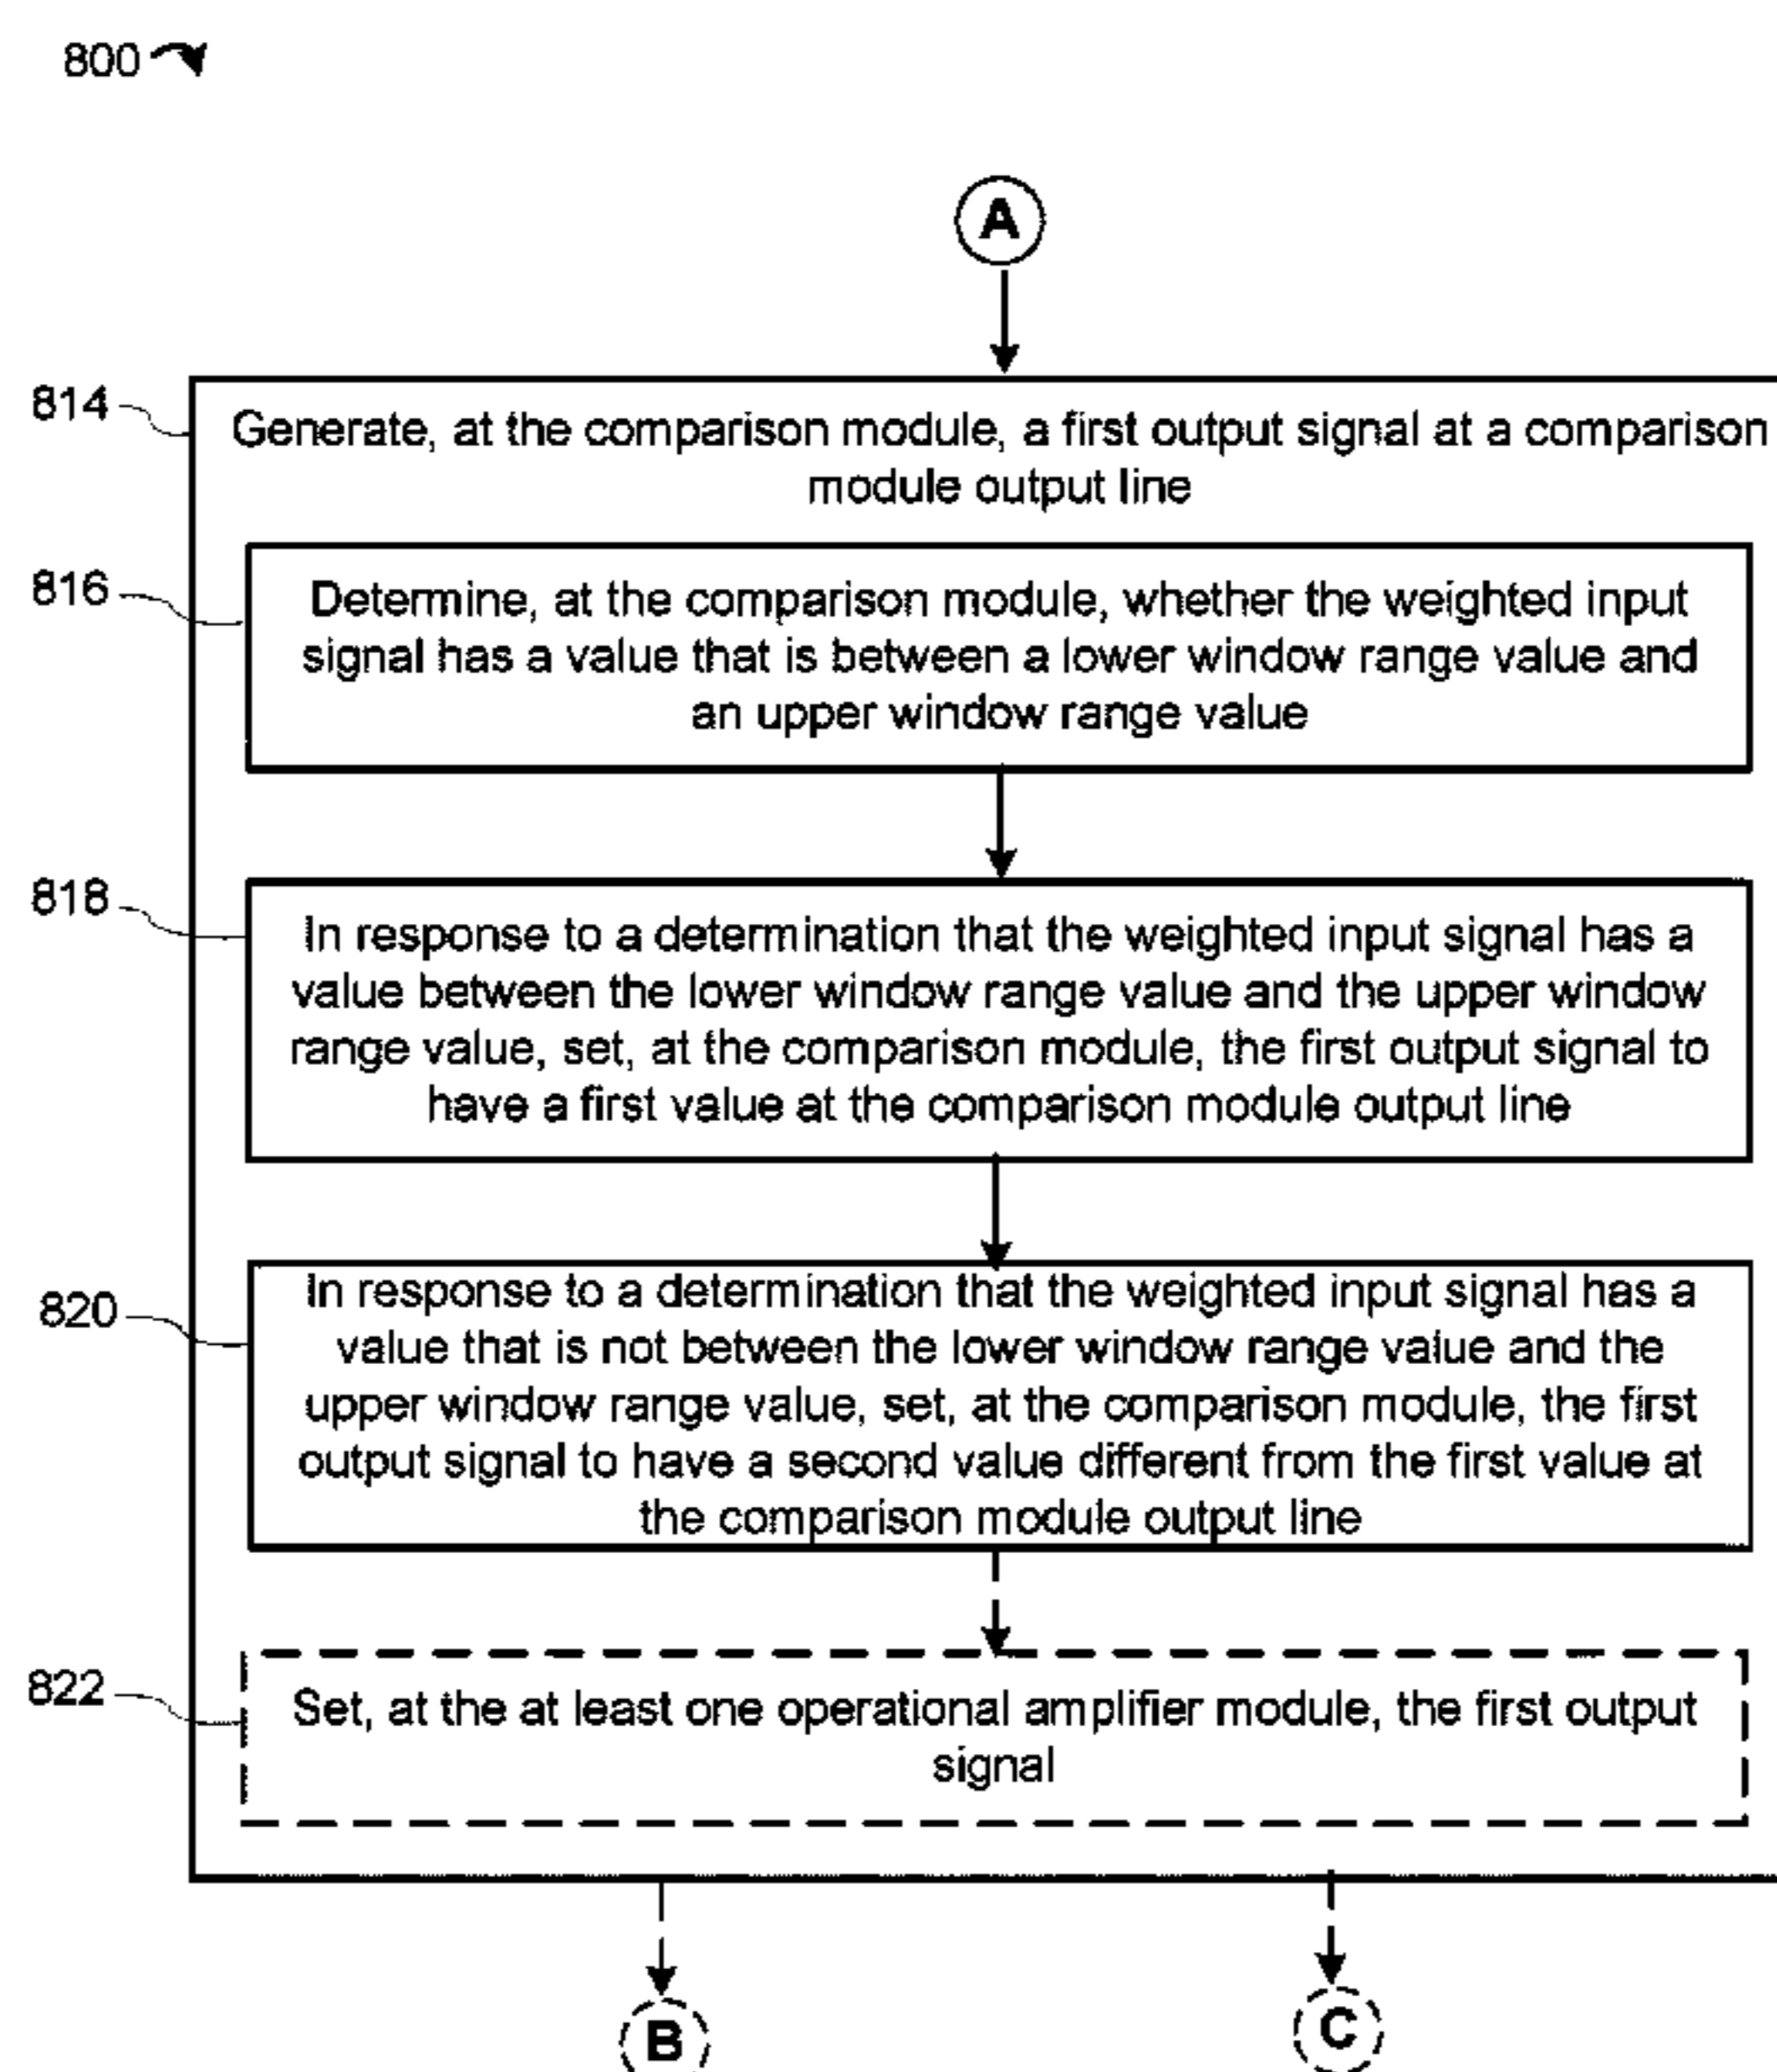 800
A
814
Generate, at the comparison module, a first output signal at a comparison
module output line
816
Determine, at the comparison module, whether the weighted input
signal has a value that is between a lower window range value and
an upper window range value
818
In response to a determination that the weighted input signal has a
value between the lower window range value and the upper window
range value, set, at the comparison module, the first output signal to
have a first value at the comparison module output line
820
In response to a determination that the weighted input signal has a
value that is not between the lower window range value and the
upper window range value, set, at the comparison module, the first
output signal to have a second value different from the first value at
the comparison module output line
822
Set, at the at least one operational amplifier module, the first output
signal
B
C